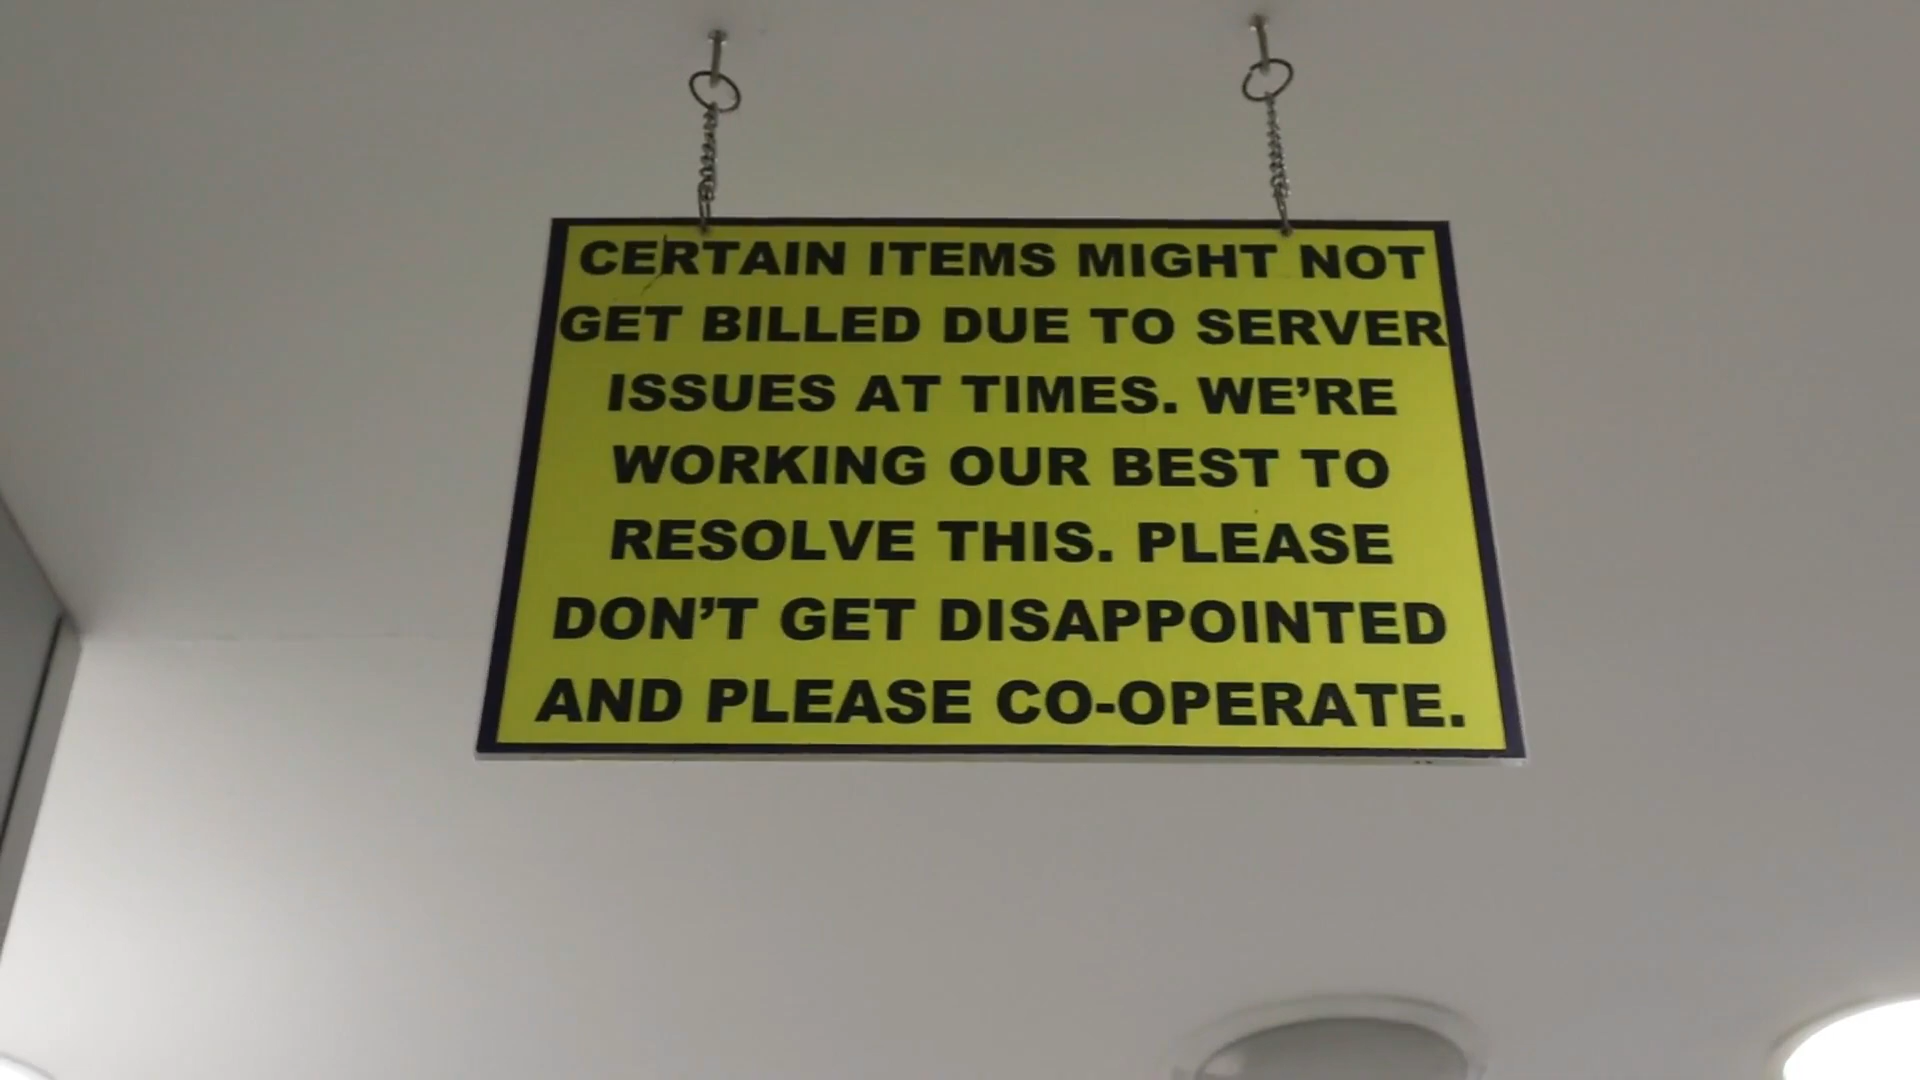 CERTAIN ITEMS MIGHT NOT
GET BILLED DUE TO SERVER
ISSUES AT TIMES. WE’RE
WORKING OUR BEST TO
RESOLVE THIS. PLEASE
DON’T GET DISAPPOINTED
AND PLEASE CO-OPERATE.